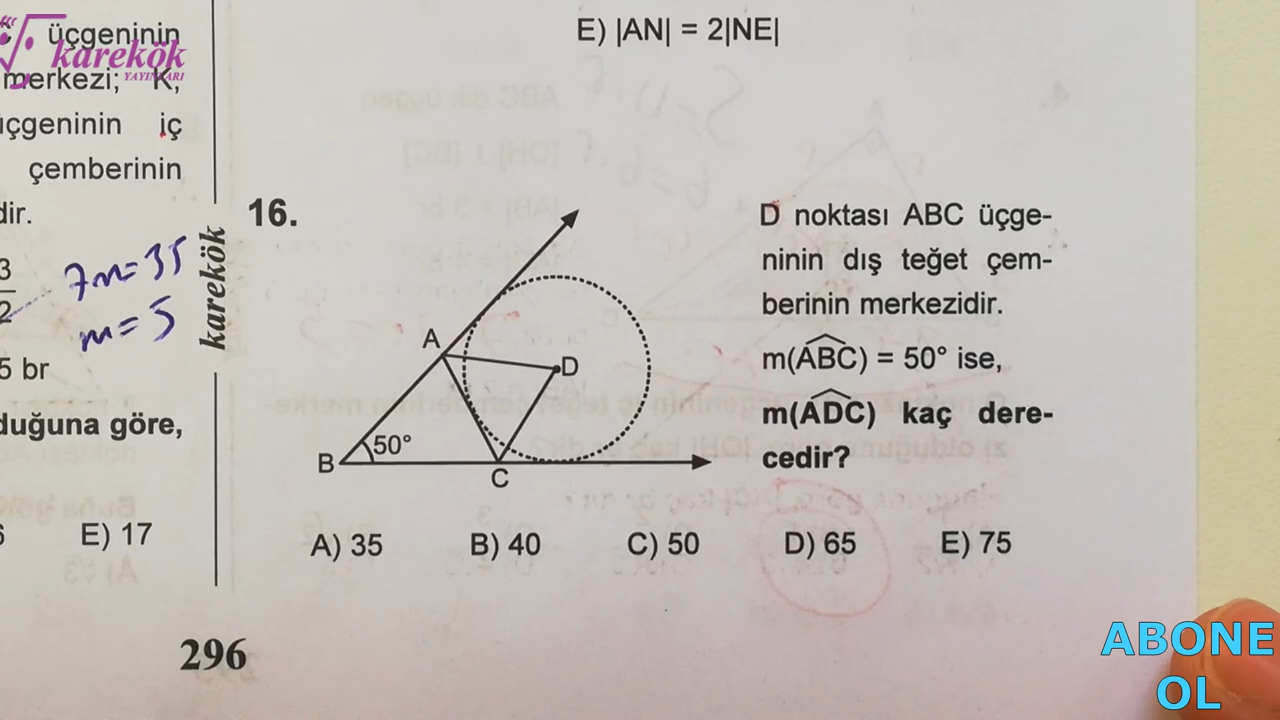 üçgeninin
karekök
YAYINLARI
merkezi; K,
üçgeninin iç
çemberinin
dir.
3
2
7m=35
m=5
5 br
duğuna göre,
E) 17
karekök
296
E) |AN| = 2|NE|
16.
A
D
B
50°
C
D noktası ABC üçge-
ninin dış teğet çem-
berinin merkezidir.
m(ABC) = 50° ise,
m(ADC) kaç dere-
cedir?
A) 35 B) 40 C) 50 D) 65 E) 75
ABONE
OL